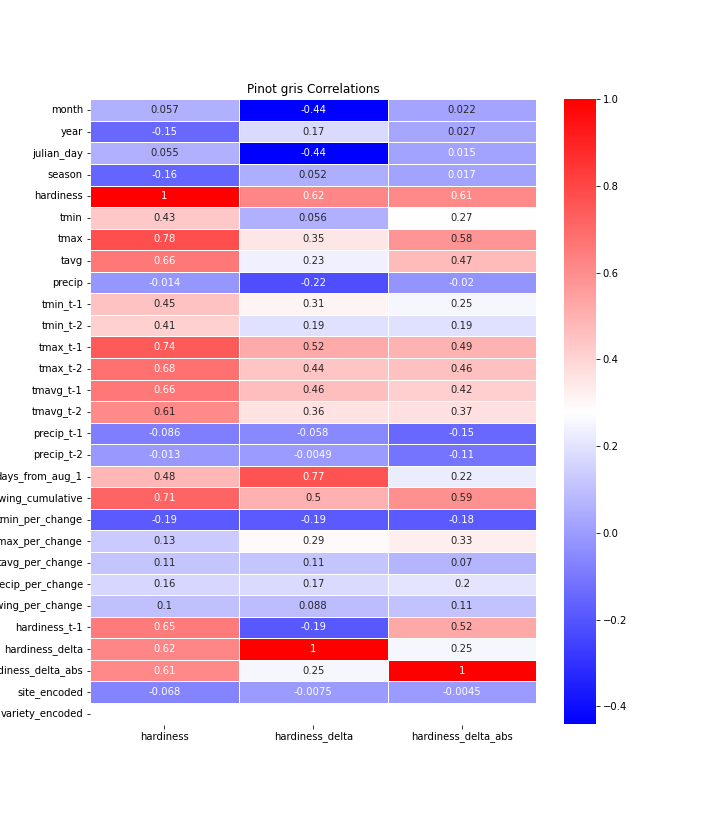 Pinot gris Correlations
month 0.057 -0.44 0.022
year -0.15 0.17 0.027
julian_day 0.055 -0.44 0.015
season -0.16 0.052 0.017
hardiness 1 0.62 0.61
tmin 0.43 0.056 0.27
tmax 0.78 0.35 0.58
tavg 0.66 0.23 0.47
precip -0.014 -0.22 -0.02
tmin_t-1 0.45 0.31 0.25
tmin_t-2 0.41 0.19 0.19
tmax_t-1 0.74 0.52 0.49
tmax_t-2 0.68 0.44 0.46
tmavg_t-1 0.66 0.46 0.42
tmavg_t-2 0.61 0.36 0.37
precip_t-1 -0.086 -0.058 -0.15
precip_t-2 -0.013 -0.0049 -0.11
days_from_aug_1 0.48 0.77 0.22
wing_cumulative 0.71 0.5 0.59
tmin_per_change -0.19 -0.19 -0.18
max_per_change 0.13 0.29 0.33
tavg_per_change 0.11 0.11 0.07
ecip_per_change 0.16 0.17 0.2
wing_per_change 0.1 0.088 0.11
hardiness_t-1 0.65 -0.19 0.52
hardiness_delta 0.62 1 0.25
diness_delta_abs 0.61 0.25 1
site_encoded -0.068 -0.0075 -0.0045
variety_encoded
hardiness hardiness_delta hardiness_delta_abs
1.0
0.8
0.6
0.4
0.2
0.0
−0.2
−0.4